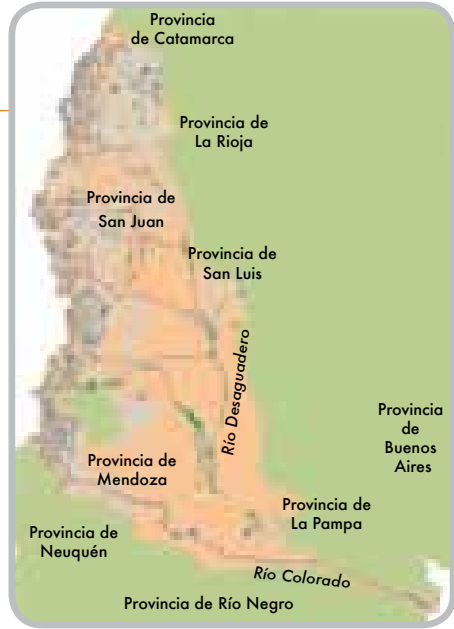 Provincia
de Catamarca
Provincia de
La Rioja
Provincia de
San Juan
Provincia de
San Luis
Río Desaguadero
Provincia
de
Buenos
Aires
Provincia de
Mendoza
Provincia de
La Pampa
Provincia de
Neuquén
Río Colorado
Provincia de Río Negro